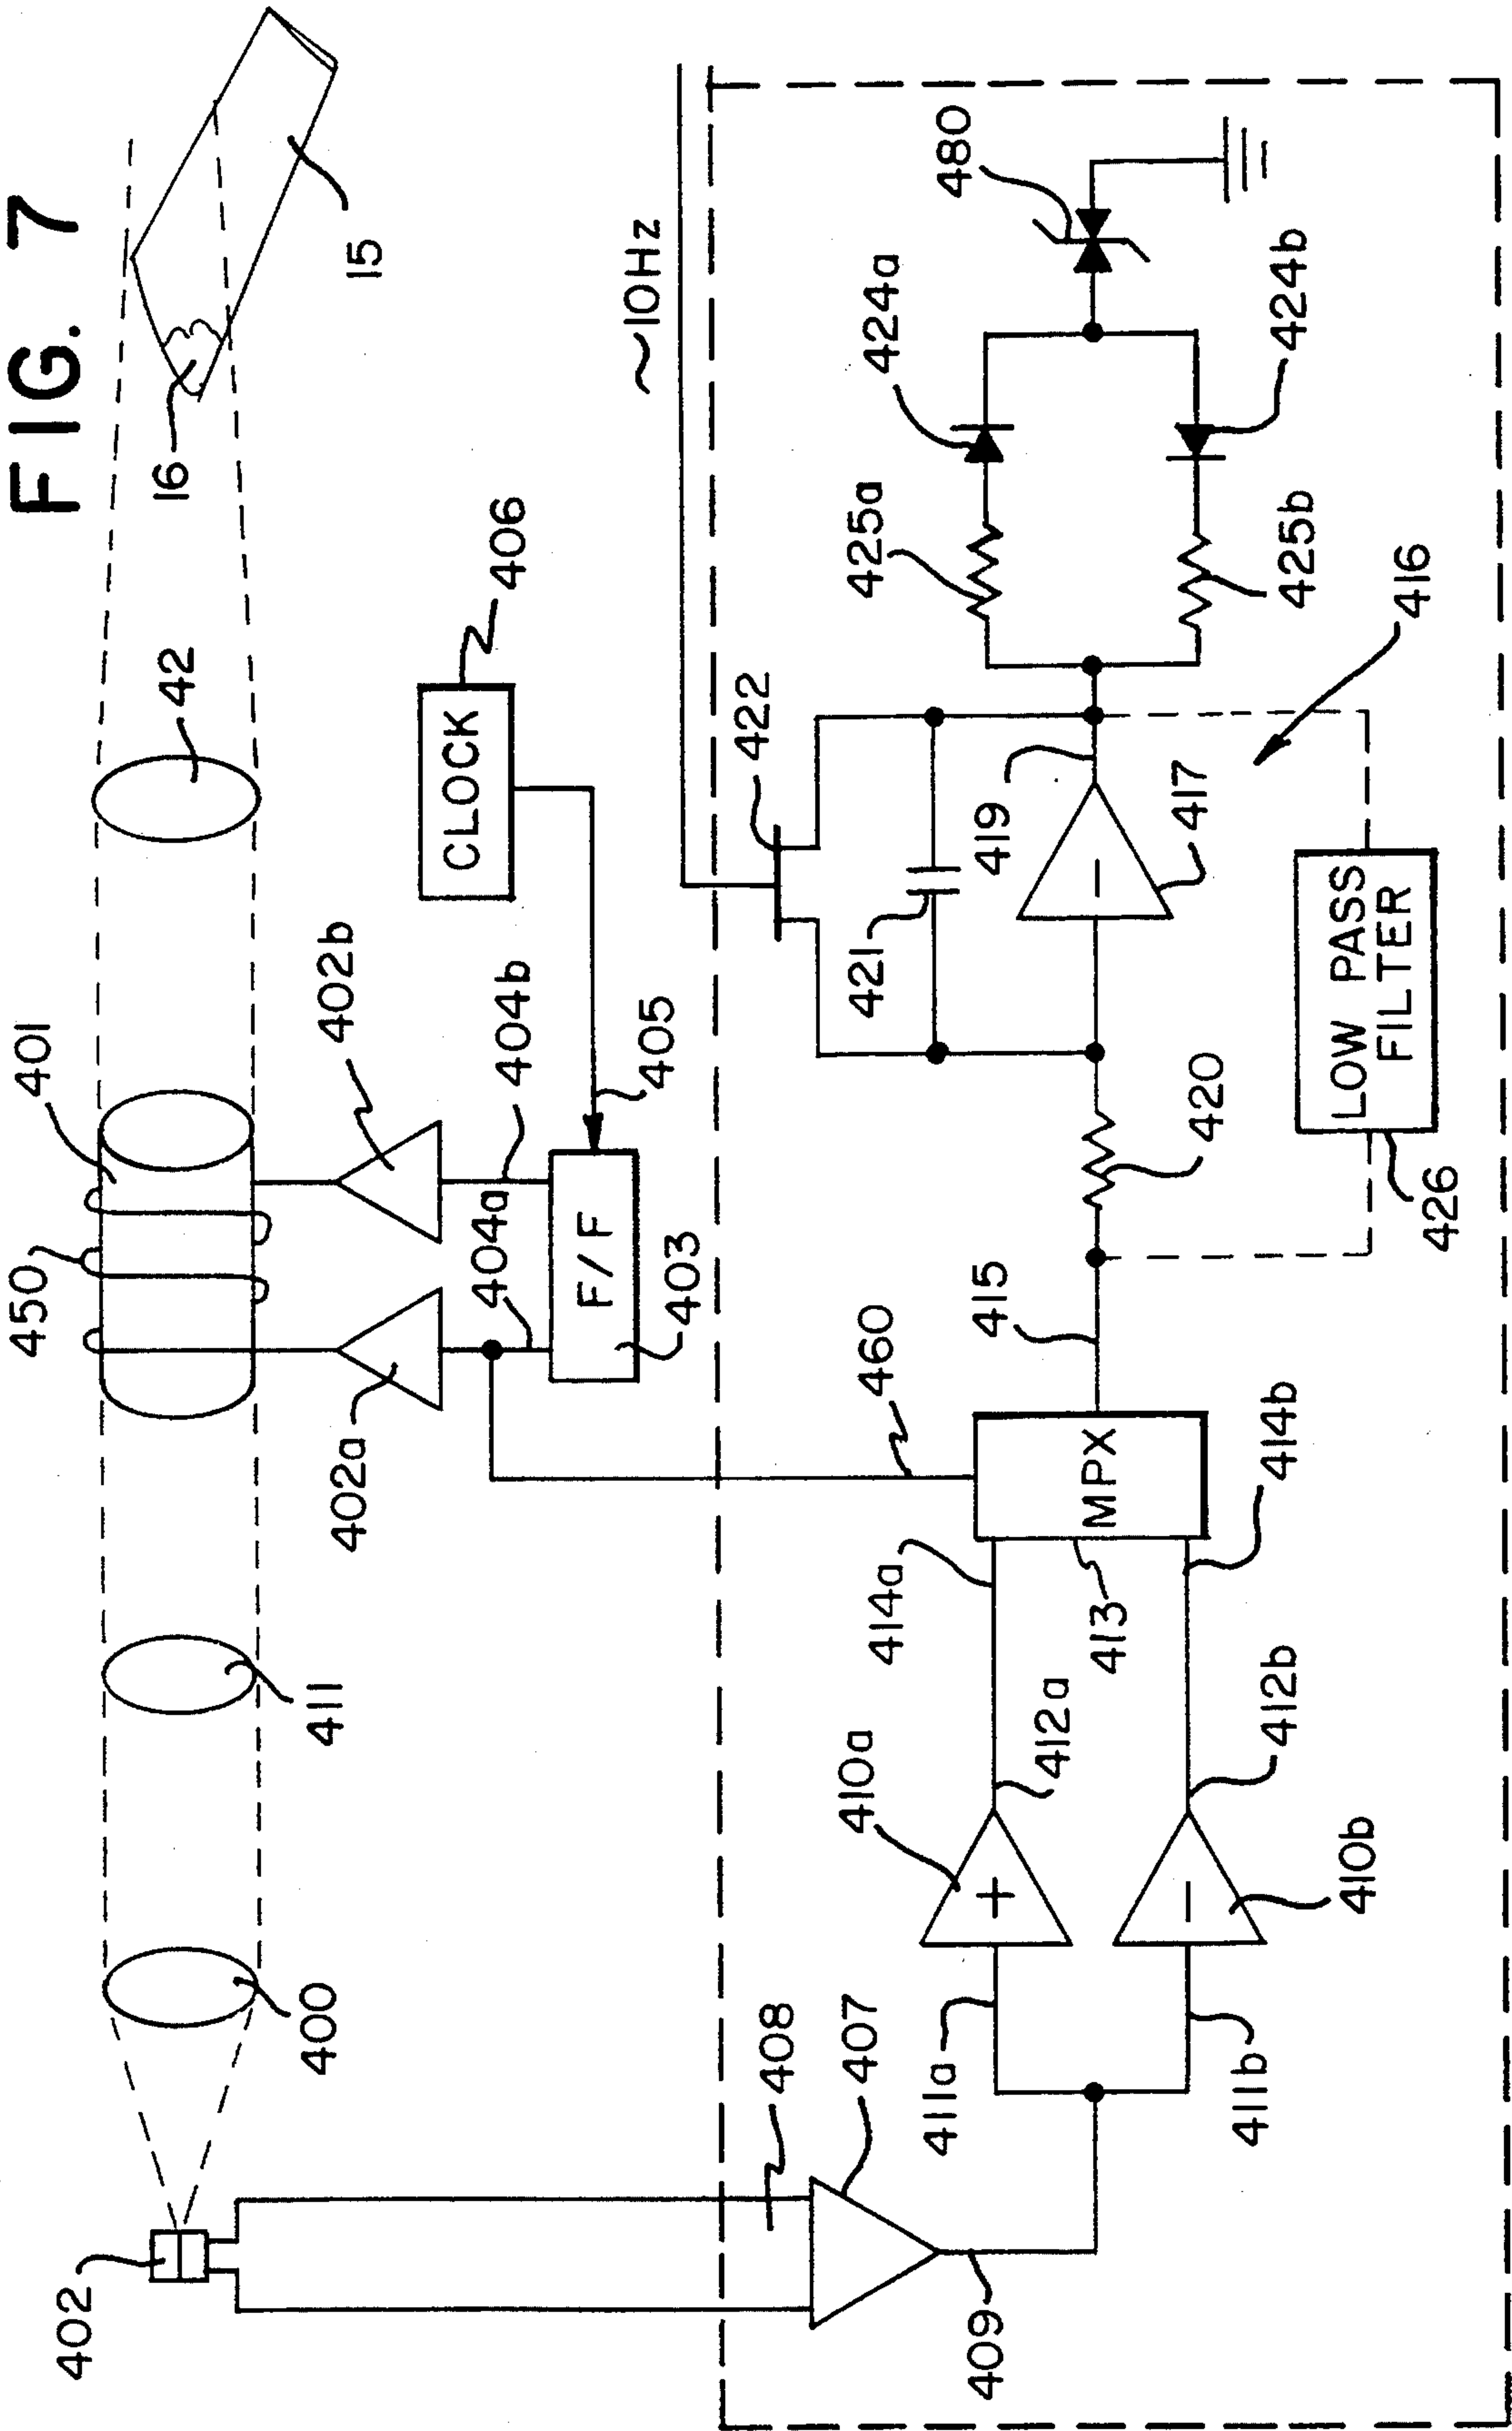 FIG. 7
450
401
42
16
15
402
400
411
402a
402b
404a
404b
F/F
403
405
CLOCK
406
~10Hz
408
407
409
411a
411b
410a
+
−
410b
412a
412b
414a
414b
413
MPX
460
415
420
421
422
419
−
417
416
LOW PASS
FILTER
426
425a
425b
424a
424b
480